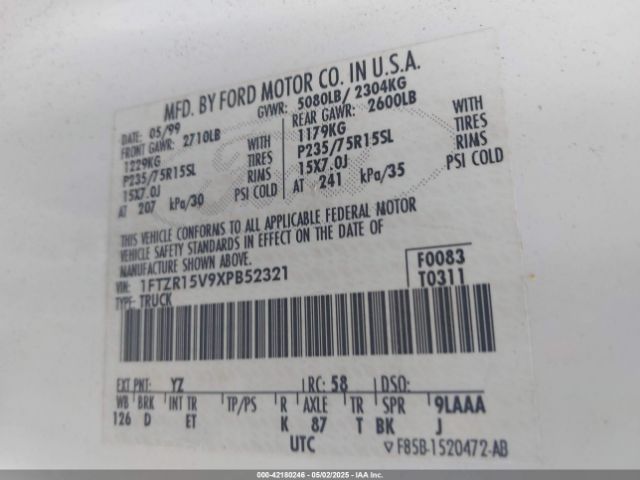 MFD. BY FORD MOTOR CO. IN U.S.A.
DATE: 05/99 GVWR: 5080LB/ 2304KG
FRONT GAWR: 2710LB REAR GAWR: 2600LB
1229KG WITH 1179KG WITH
P235/75R15SL TIRES P235/75R15SL TIRES
15X7.0J RIMS 15X7.0J RIMS
AT 207 kPa/30 PSI COLD AT 241 kPa/35 PSI COLD
THIS VEHICLE CONFORMS TO ALL APPLICABLE FEDERAL MOTOR
VEHICLE SAFETY STANDARDS IN EFFECT ON THE DATE OF
MANUFACTURE SHOWN ABOVE.
VIN: 1FTZR15V9XPB52321 F0083
TYPE: TRUCK T0311
EXT PNT: YZ RC: 58 DSO:
WB BRK INT TR TP/PS R AXLE TR SPR 9LAAA
126 D ET K 87 T BK J
UTC ▽ F85B-1520472-AB
000-42180246 - 05/02/2025 - IAAI.COM